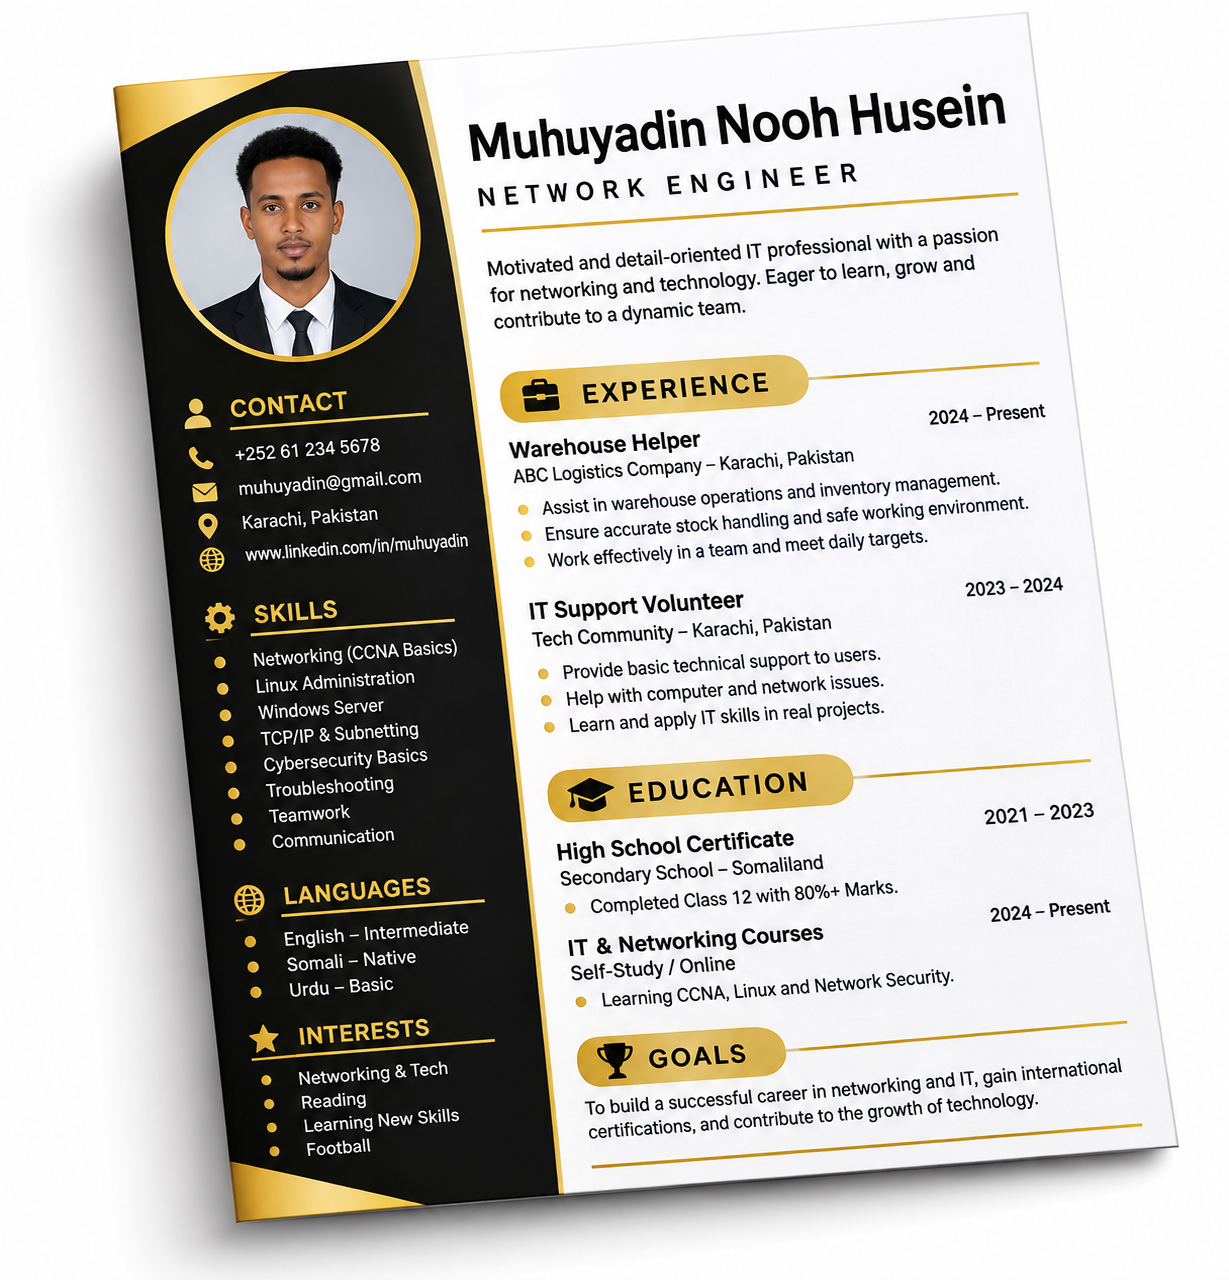 Muhuyadin Nooh Husein
NETWORK ENGINEER
Motivated and detail-oriented IT professional with a passion
for networking and technology. Eager to learn, grow and
contribute to a dynamic team.
CONTACT
+252 61 234 5678
muhuyadin@gmail.com
Karachi, Pakistan
www.linkedin.com/in/muhuyadin
SKILLS
Networking (CCNA Basics)
Linux Administration
Windows Server
TCP/IP & Subnetting
Cybersecurity Basics
Troubleshooting
Teamwork
Communication
LANGUAGES
English – Intermediate
Somali – Native
Urdu – Basic
INTERESTS
Networking & Tech
Reading
Learning New Skills
Football
EXPERIENCE
2024 – Present
Warehouse Helper
ABC Logistics Company – Karachi, Pakistan
Assist in warehouse operations and inventory management.
Ensure accurate stock handling and safe working environment.
Work effectively in a team and meet daily targets.
2023 – 2024
IT Support Volunteer
Tech Community – Karachi, Pakistan
Provide basic technical support to users.
Help with computer and network issues.
Learn and apply IT skills in real projects.
EDUCATION
2021 – 2023
High School Certificate
Secondary School – Somaliland
Completed Class 12 with 80%+ Marks.
2024 – Present
IT & Networking Courses
Self-Study / Online
Learning CCNA, Linux and Network Security.
GOALS
To build a successful career in networking and IT, gain international
certifications, and contribute to the growth of technology.